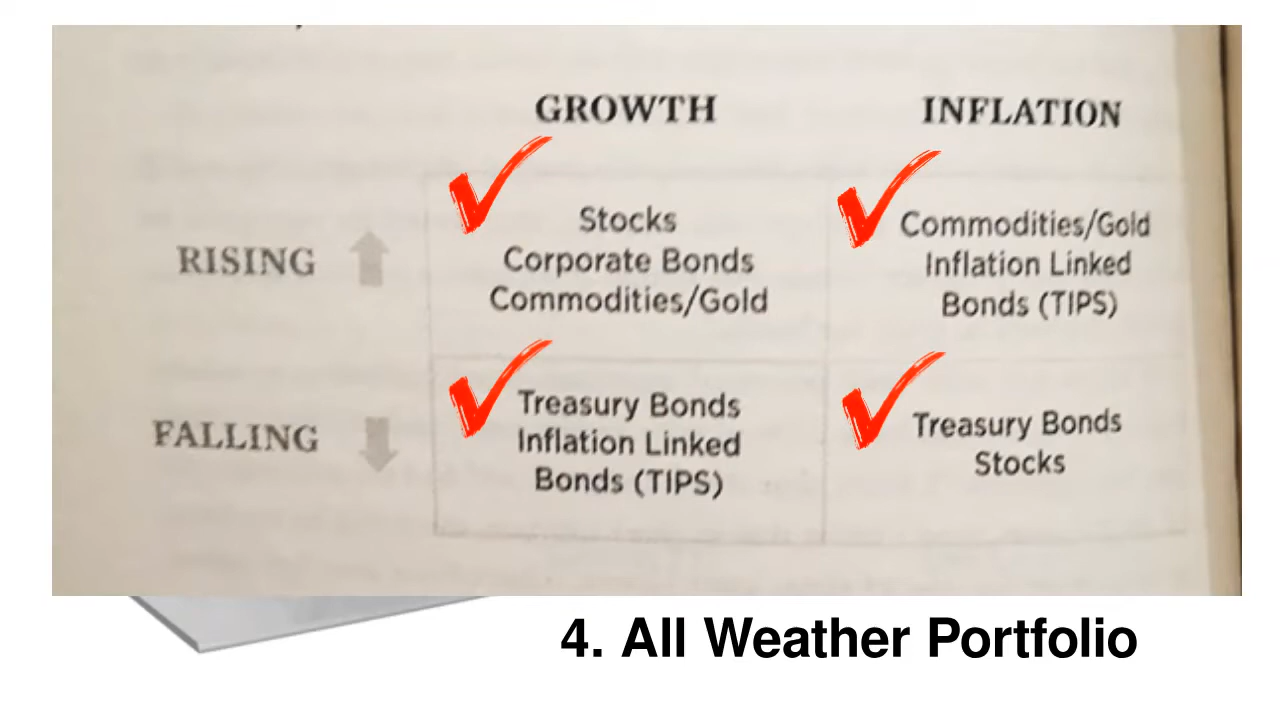 GROWTH INFLATION
RISING
Stocks
Corporate Bonds
Commodities/Gold
Commodities/Gold
Inflation Linked
Bonds (TIPS)
FALLING
Treasury Bonds
Inflation Linked
Bonds (TIPS)
Treasury Bonds
Stocks
4. All Weather Portfolio